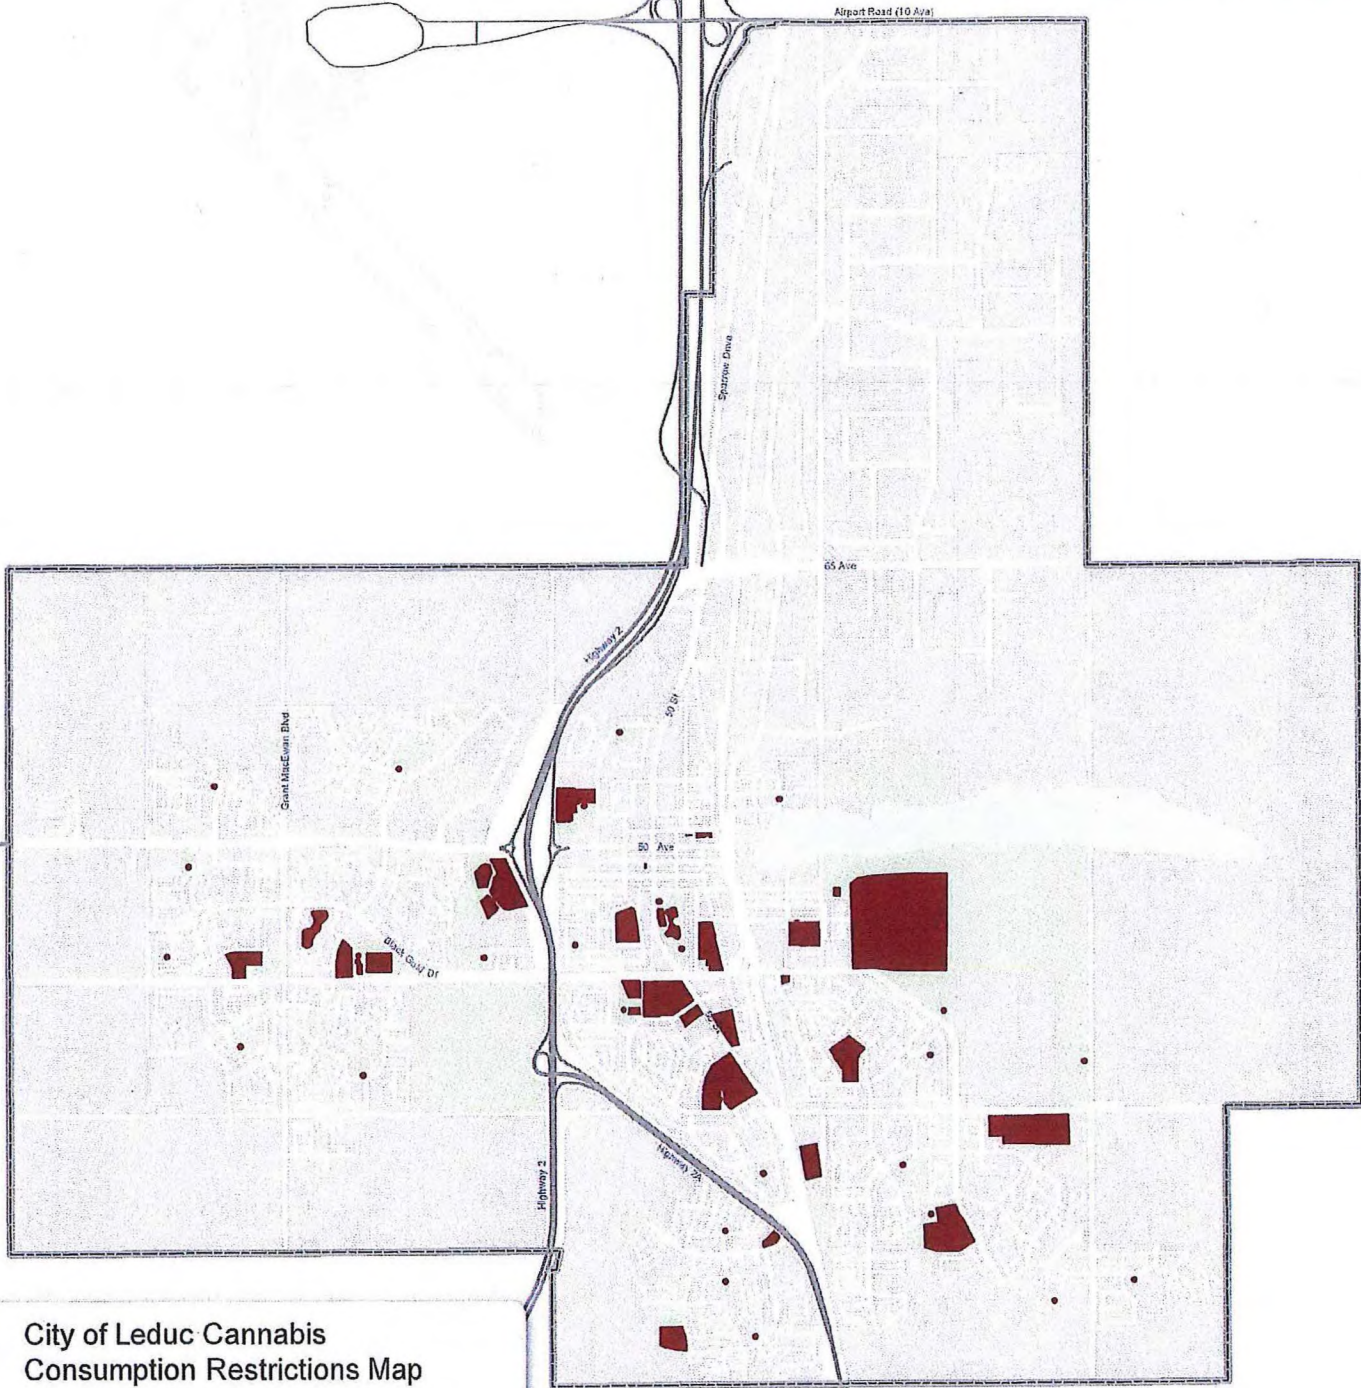 Airport Road (10 Ave)
Sparrow Drive
65 Ave
Highway 2
50 St
Grant MacEwan Blvd
50 Ave
Black Gold Dr
Highway 2A
Highway 2
City of Leduc Cannabis
Consumption Restrictions Map